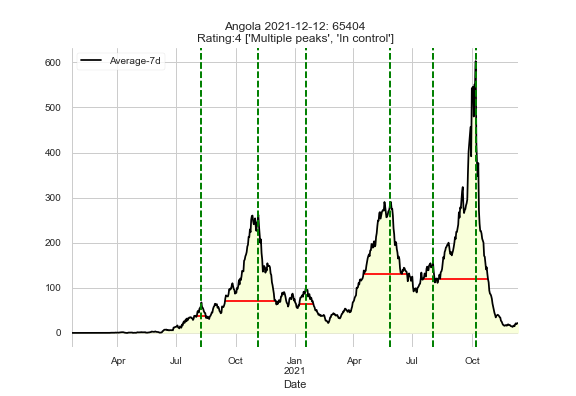 Angola 2021-12-12: 65404
Rating:4 ['Multiple peaks', 'In control']
Average-7d
600
500
400
300
200
100
0
Apr Jul Oct Jan Apr Jul Oct
2021
Date